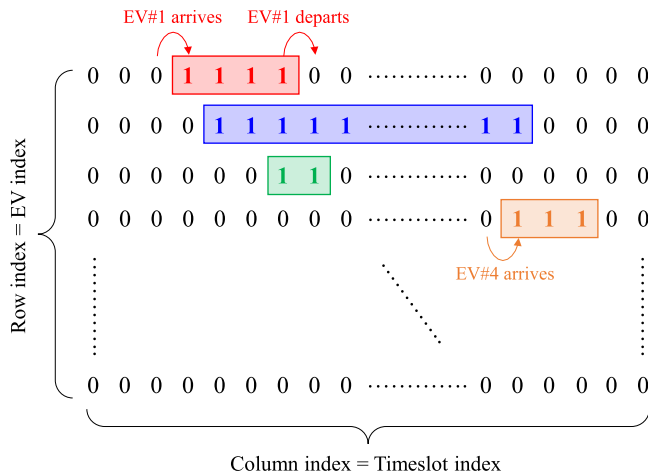 EV#1 arrives EV#1 departs
0 0 0 1 1 1 1 0 0 ................ 0 0 0 0 0 0
0 0 0 0 1 1 1 1 1 ................ 1 1 0 0 0 0
0 0 0 0 0 0 1 1 0 ................ 0 0 0 0 0 0
0 0 0 0 0 0 0 0 0 ................ 0 1 1 1 0 0
EV#4 arrives
Row index = EV index
0 0 0 0 0 0 0 0 0 ................ 0 0 0 0 0 0
Column index = Timeslot index